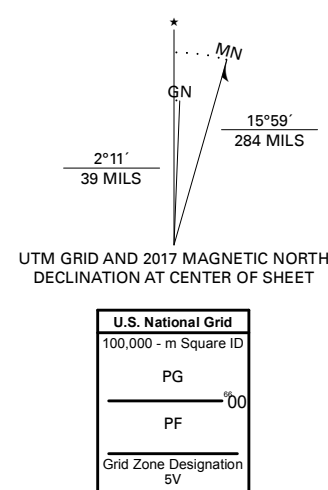 ★
MN
GN
15°59´
284 MILS
2°11´
39 MILS
UTM GRID AND 2017 MAGNETIC NORTH
DECLINATION AT CENTER OF SHEET
U.S. National Grid
100,000 - m Square ID
PG
⁶⁶00
PF
Grid Zone Designation
5V